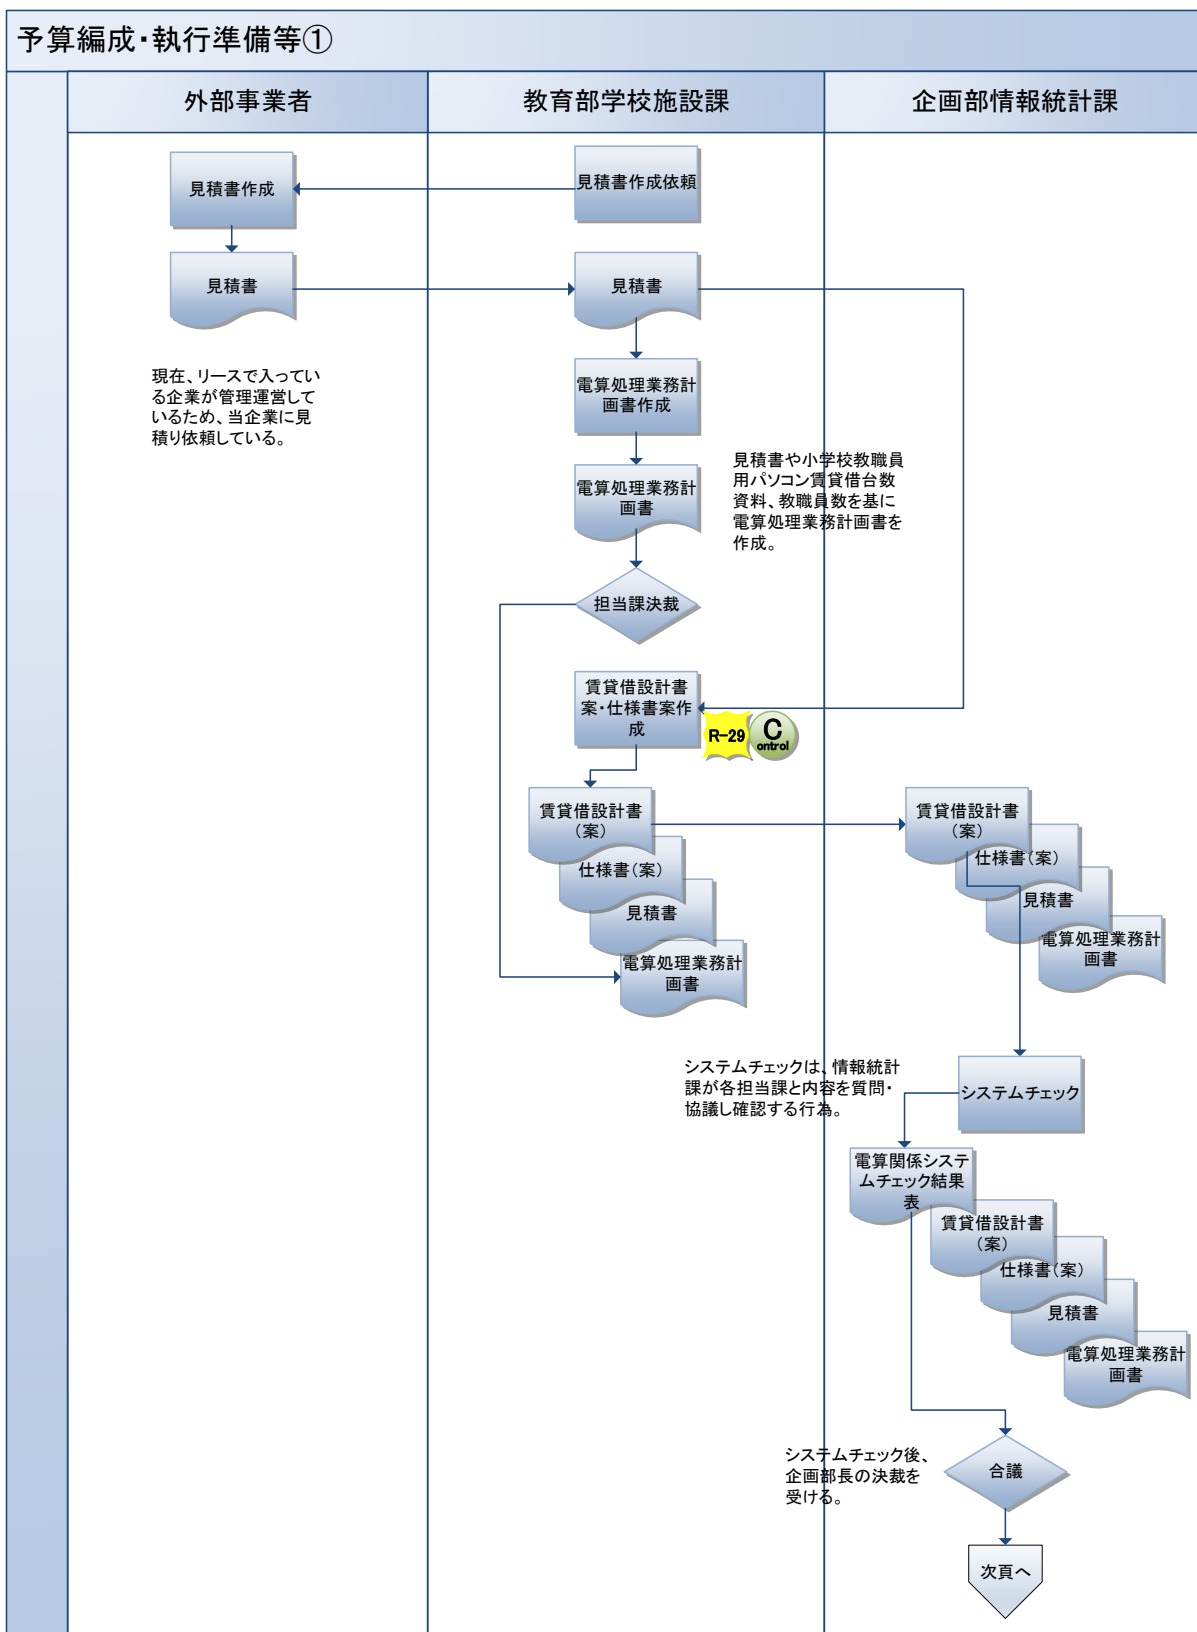 予算編成・執行準備等①
外部事業者
教育部学校施設課
企画部情報統計課
見積書作成
見積書作成依頼
見積書
見積書
現在、リースで入ってい
る企業が管理運営して
いるため、当企業に見
積り依頼している。
電算処理業務計
画書作成
見積書や小学校教職員
用パソコン賃貸借台数
資料、教職員数を基に
電算処理業務計画書を
作成。
電算処理業務計
画書
担当課決裁
賃貸借設計書
案・仕様書案作
成
R-29
C
ontrol
賃貸借設計書
(案)
仕様書(案)
見積書
電算処理業務計
画書
賃貸借設計書
(案)
仕様書(案)
見積書
電算処理業務計
画書
システムチェックは、情報統計
課が各担当課と内容を質問・
協議し確認する行為。
システムチェック
電算関係システ
ムチェック結果
表
賃貸借設計書
(案)
仕様書(案)
見積書
電算処理業務計
画書
システムチェック後、
企画部長の決裁を
受ける。
合議
次頁へ